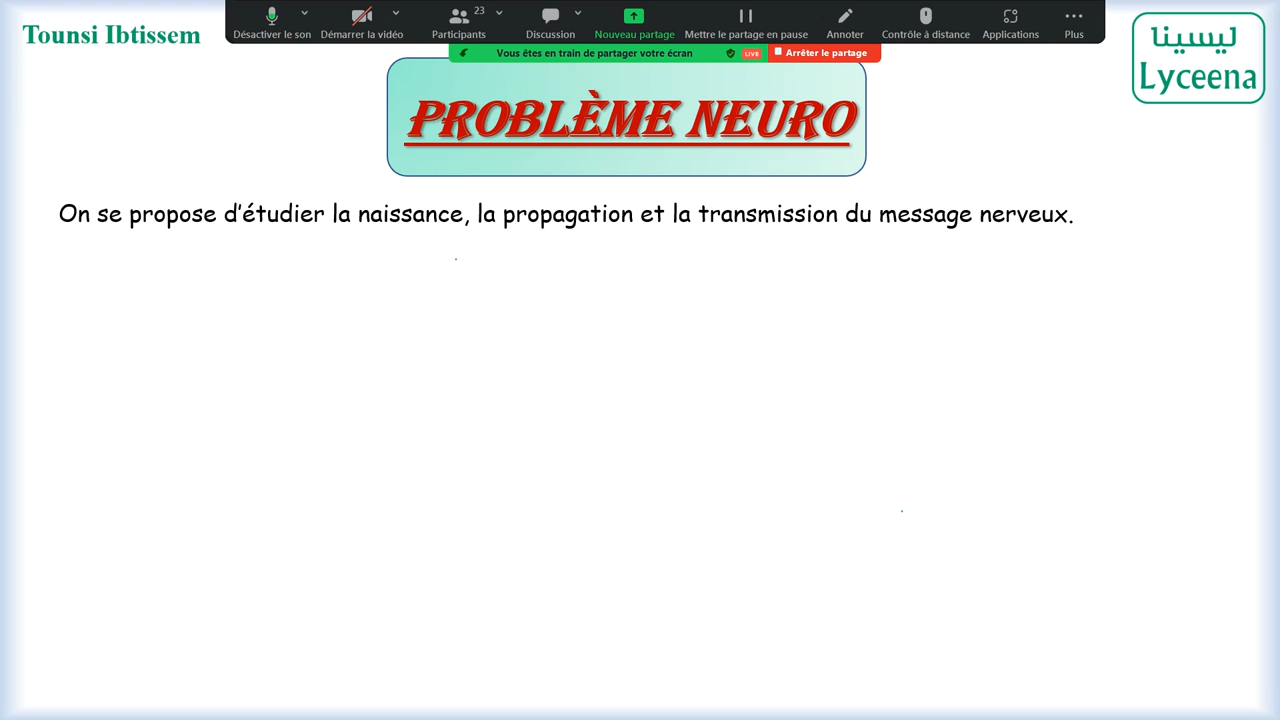 Tounsi Ibtissem
Désactiver le son
Démarrer la vidéo
23
Participants
Discussion
Nouveau partage
Mettre le partage en pause
Annoter
Contrôle à distance
Applications
Plus
Vous êtes en train de partager votre écran
LIVE
Arrêter le partage
ليسينا
Lyceena
PROBLÈME NEURO
On se propose d'étudier la naissance, la propagation et la transmission du message nerveux.